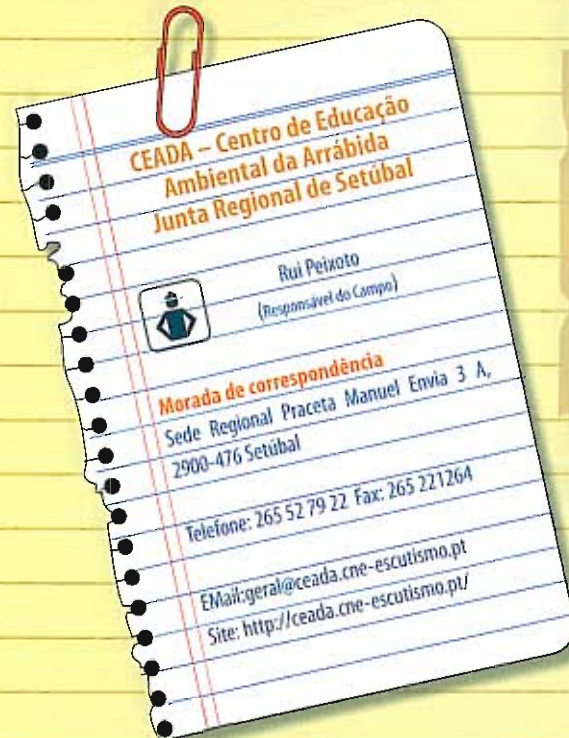 CEADA – Centro de Educação
Ambiental da Arrábida
Junta Regional de Setúbal
Rui Peixoto
(Responsável do Campo)
Morada de correspondência
Sede Regional Praceta Manuel Envia 3 A,
2900-476 Setúbal
Telefone: 265 52 79 22 Fax: 265 221264
EMail:geral@ceada.cne-escutismo.pt
Site: http://ceada.cne-escutismo.pt/